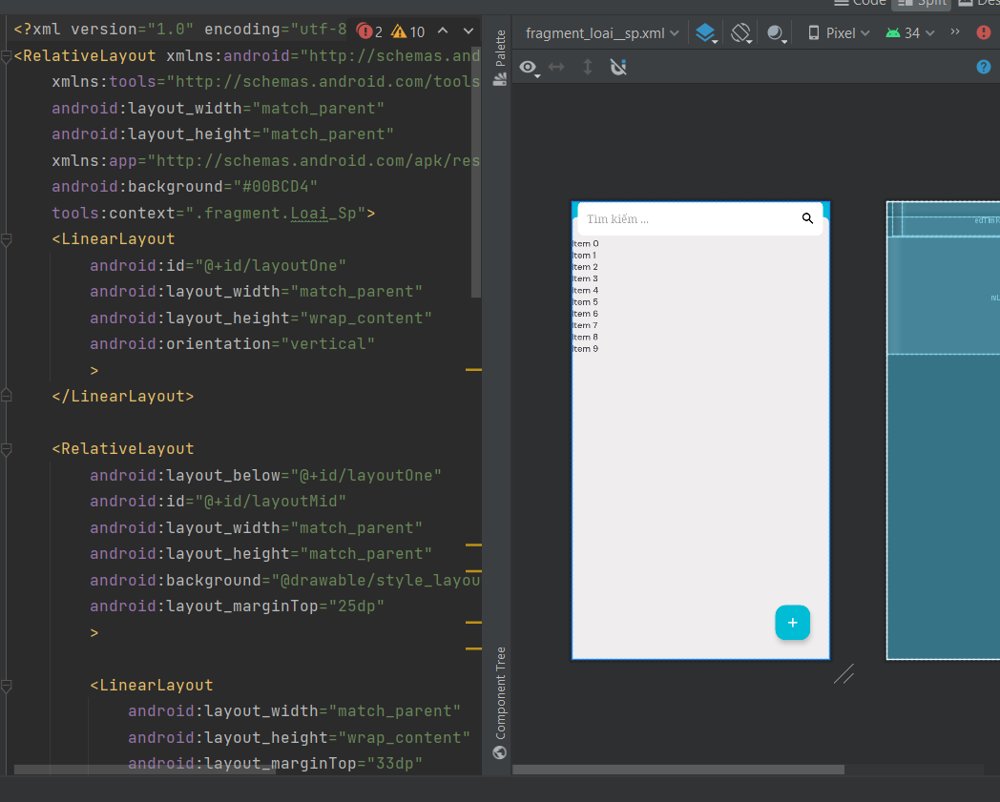 Code
Split
<?xml version="1.0" encoding="utf-8
2
10
<RelativeLayout xmlns:android="http://schemas.and
xmlns:tools="http://schemas.android.com/tools
android:layout_width="match_parent"
android:layout_height="match_parent"
xmlns:app="http://schemas.android.com/apk/res
android:background="#00BCD4"
tools:context=".fragment.Loai_Sp">
<LinearLayout
android:id="@+id/layoutOne"
android:layout_width="match_parent"
android:layout_height="wrap_content"
android:orientation="vertical"
>
</LinearLayout>
<RelativeLayout
android:layout_below="@+id/layoutOne"
android:id="@+id/layoutMid"
android:layout_width="match_parent"
android:layout_height="match_parent"
android:background="@drawable/style_layou
android:layout_marginTop="25dp"
>
<LinearLayout
android:layout_width="match_parent"
android:layout_height="wrap_content"
android:layout_marginTop="33dp"
Palette
Component Tree
fragment_loai__sp.xml
Pixel
34
Tìm kiếm ...
Item 0
Item 1
Item 2
Item 3
Item 4
Item 5
Item 6
Item 7
Item 8
Item 9
+